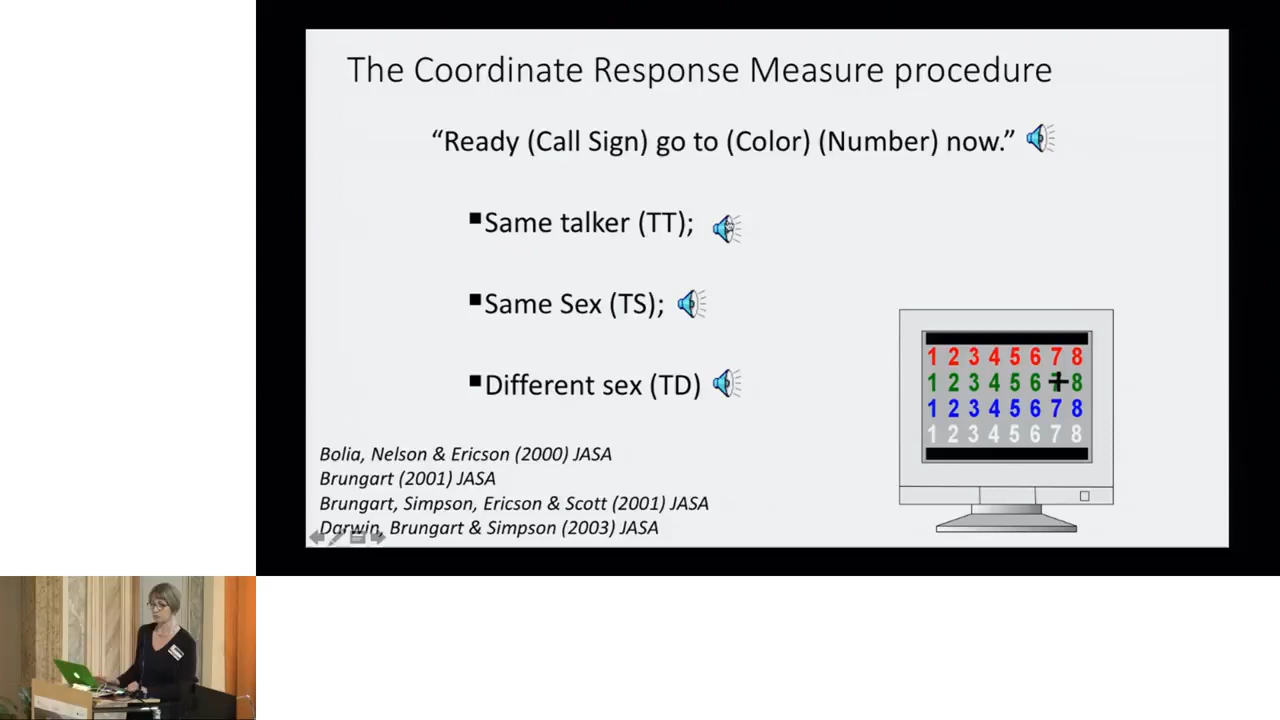 The Coordinate Response Measure procedure
“Ready (Call Sign) go to (Color) (Number) now.”
▪Same talker (TT);
▪Same Sex (TS);
▪Different sex (TD)
1 2 3 4 5 6 7 8
1 2 3 4 5 6 7 8
1 2 3 4 5 6 7 8
1 2 3 4 5 6 7 8
Bolia, Nelson & Ericson (2000) JASA
Brungart (2001) JASA
Brungart, Simpson, Ericson & Scott (2001) JASA
Darwin, Brungart & Simpson (2003) JASA